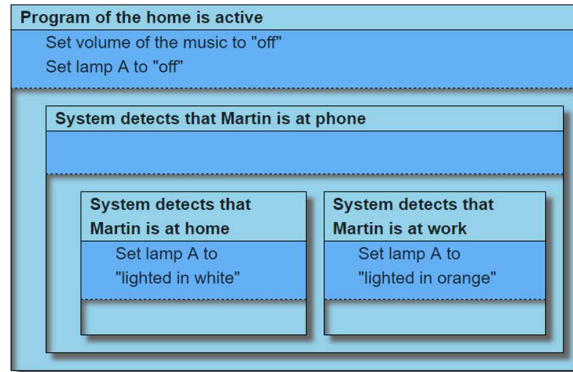 Program of the home is active
Set volume of the music to "off"
Set lamp A to "off"
System detects that Martin is at phone
System detects that
Martin is at home
Set lamp A to
"lighted in white"
System detects that
Martin is at work
Set lamp A to
"lighted in orange"